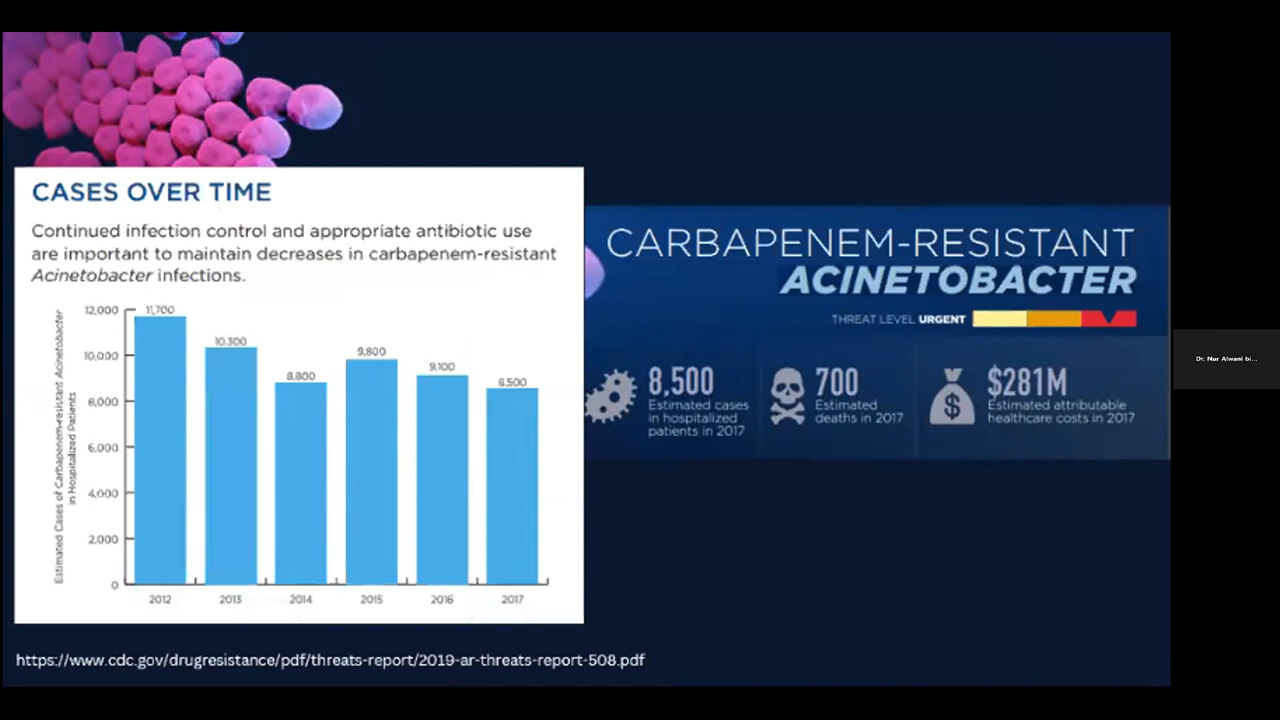 CASES OVER TIME
Continued infection control and appropriate antibiotic use
are important to maintain decreases in carbapenem-resistant
Acinetobacter infections.
Estimated Cases of Carbapenem-resistant Acinetobacter
in Hospitalized Patients
12,000
10,000
8,000
6,000
4,000
2,000
0
11,700
10,300
8,800
9,800
9,100
8,500
2012
2013
2014
2015
2016
2017
CARBAPENEM-RESISTANT
ACINETOBACTER
THREAT LEVEL URGENT
8,500
Estimated cases
in hospitalized
patients in 2017
700
Estimated
deaths in 2017
$
$281M
Estimated attributable
healthcare costs in 2017
https://www.cdc.gov/drugresistance/pdf/threats-report/2019-ar-threats-report-508.pdf
Dr. Nur Alwani bi...